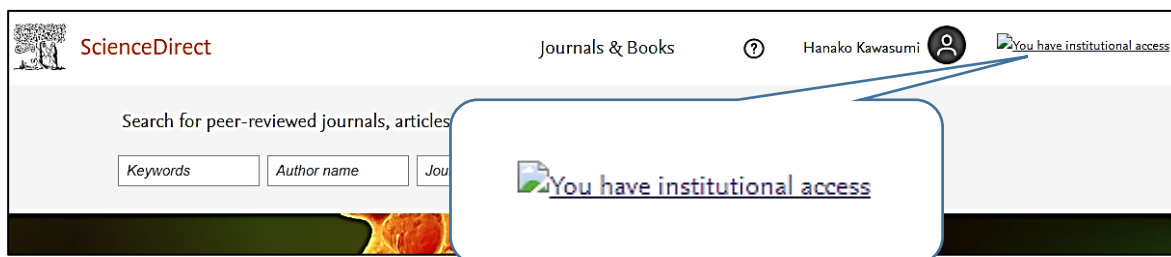 ScienceDirect
Journals & Books
?
Hanako Kawasumi
You have institutional access
Search for peer-reviewed journals, articles
Keywords
Author name
Jou
You have institutional access